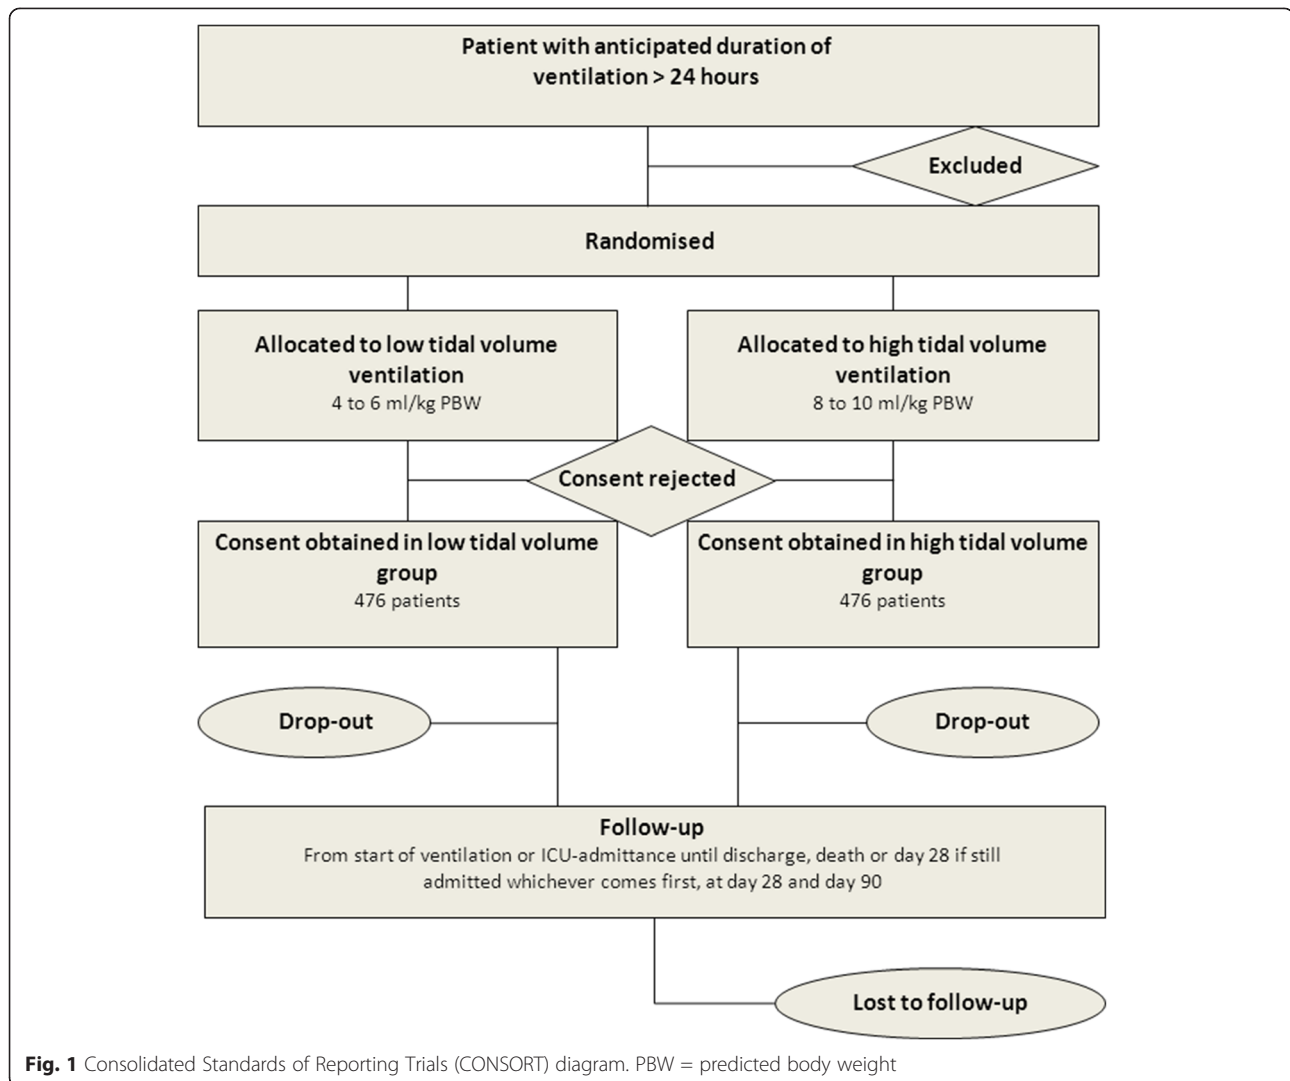 Patient with anticipated duration of
ventilation > 24 hours
Excluded
Randomised
Allocated to low tidal volume
ventilation
4 to 6 ml/kg PBW
Allocated to high tidal volume
ventilation
8 to 10 ml/kg PBW
Consent rejected
Consent obtained in low tidal volume
group
476 patients
Consent obtained in high tidal volume
group
476 patients
Drop-out
Drop-out
Follow-up
From start of ventilation or ICU-admittance until discharge, death or day 28 if still
admitted whichever comes first, at day 28 and day 90
Lost to follow-up
Fig. 1 Consolidated Standards of Reporting Trials (CONSORT) diagram. PBW = predicted body weight